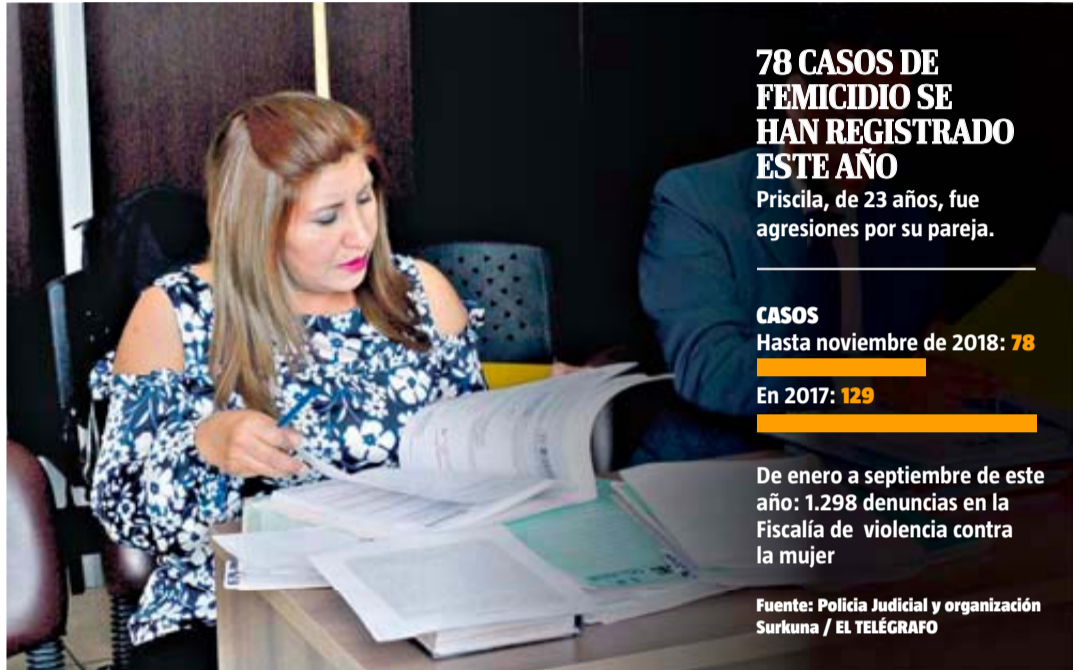 78 CASOS DE
FEMICIDIO SE
HAN REGISTRADO
ESTE AÑO
Priscila, de 23 años, fue
agresiones por su pareja.
CASOS
Hasta noviembre de 2018: 78
En 2017: 129
De enero a septiembre de este
año: 1.298 denuncias en la
Fiscalía de violencia contra
la mujer
Fuente: Policia Judicial y organización
Surkuna / EL TELÉGRAFO